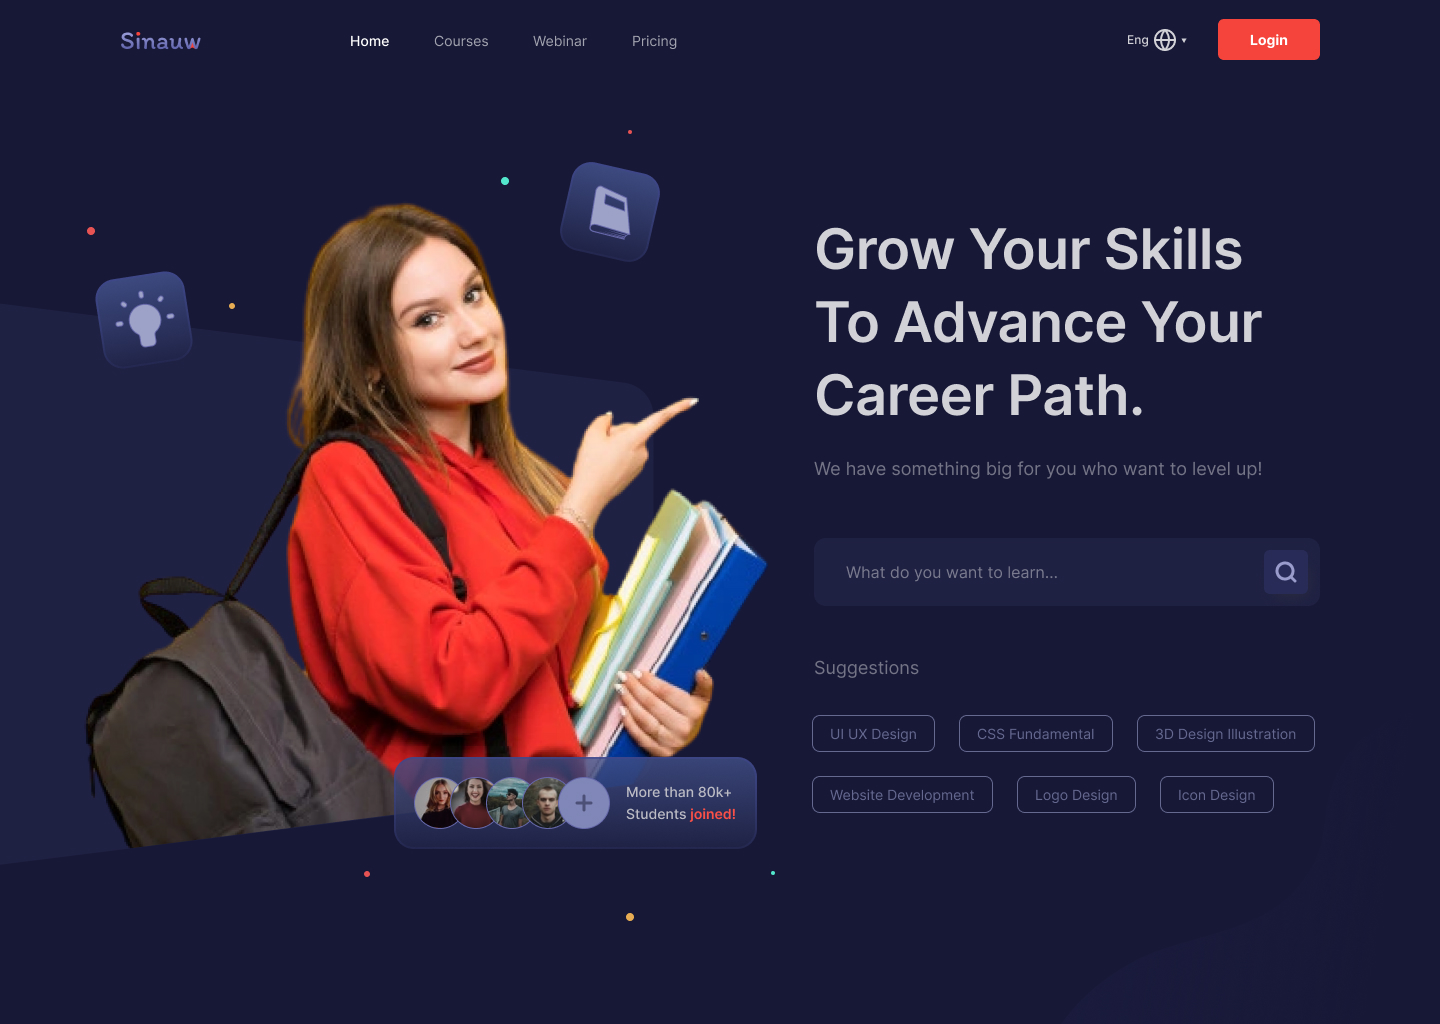 Sinauw
Home
Courses
Webinar
Pricing
Eng
Login
Grow Your Skills
To Advance Your
Career Path.
We have something big for you who want to level up!
What do you want to learn...
Suggestions
UI UX Design
CSS Fundamental
3D Design Illustration
Website Development
Logo Design
Icon Design
More than 80k+
Students joined!